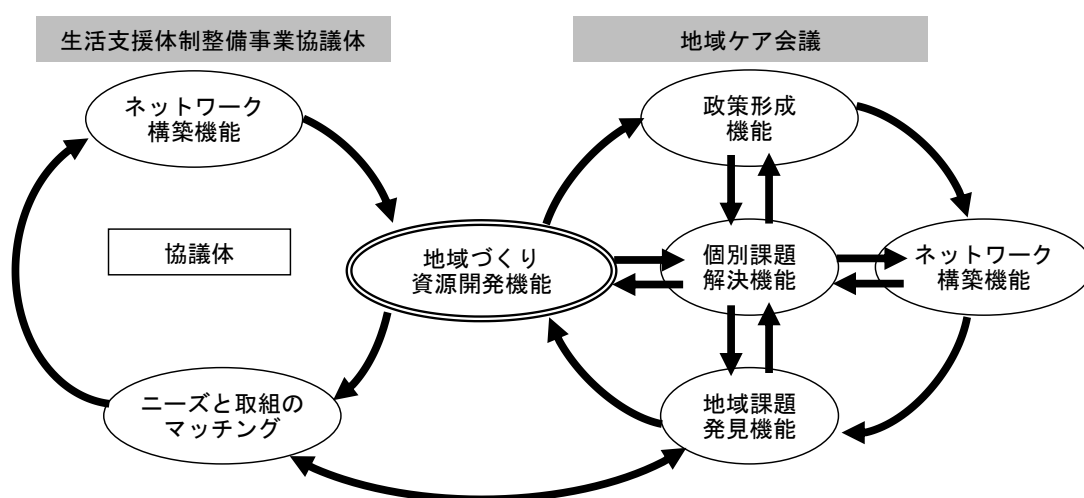 生活支援体制整備事業協議体
地域ケア会議
ネットワーク
構築機能
政策形成
機能
協議体
地域づくり
資源開発機能
個別課題
解決機能
ネットワーク
構築機能
ニーズと取組の
マッチング
地域課題
発見機能